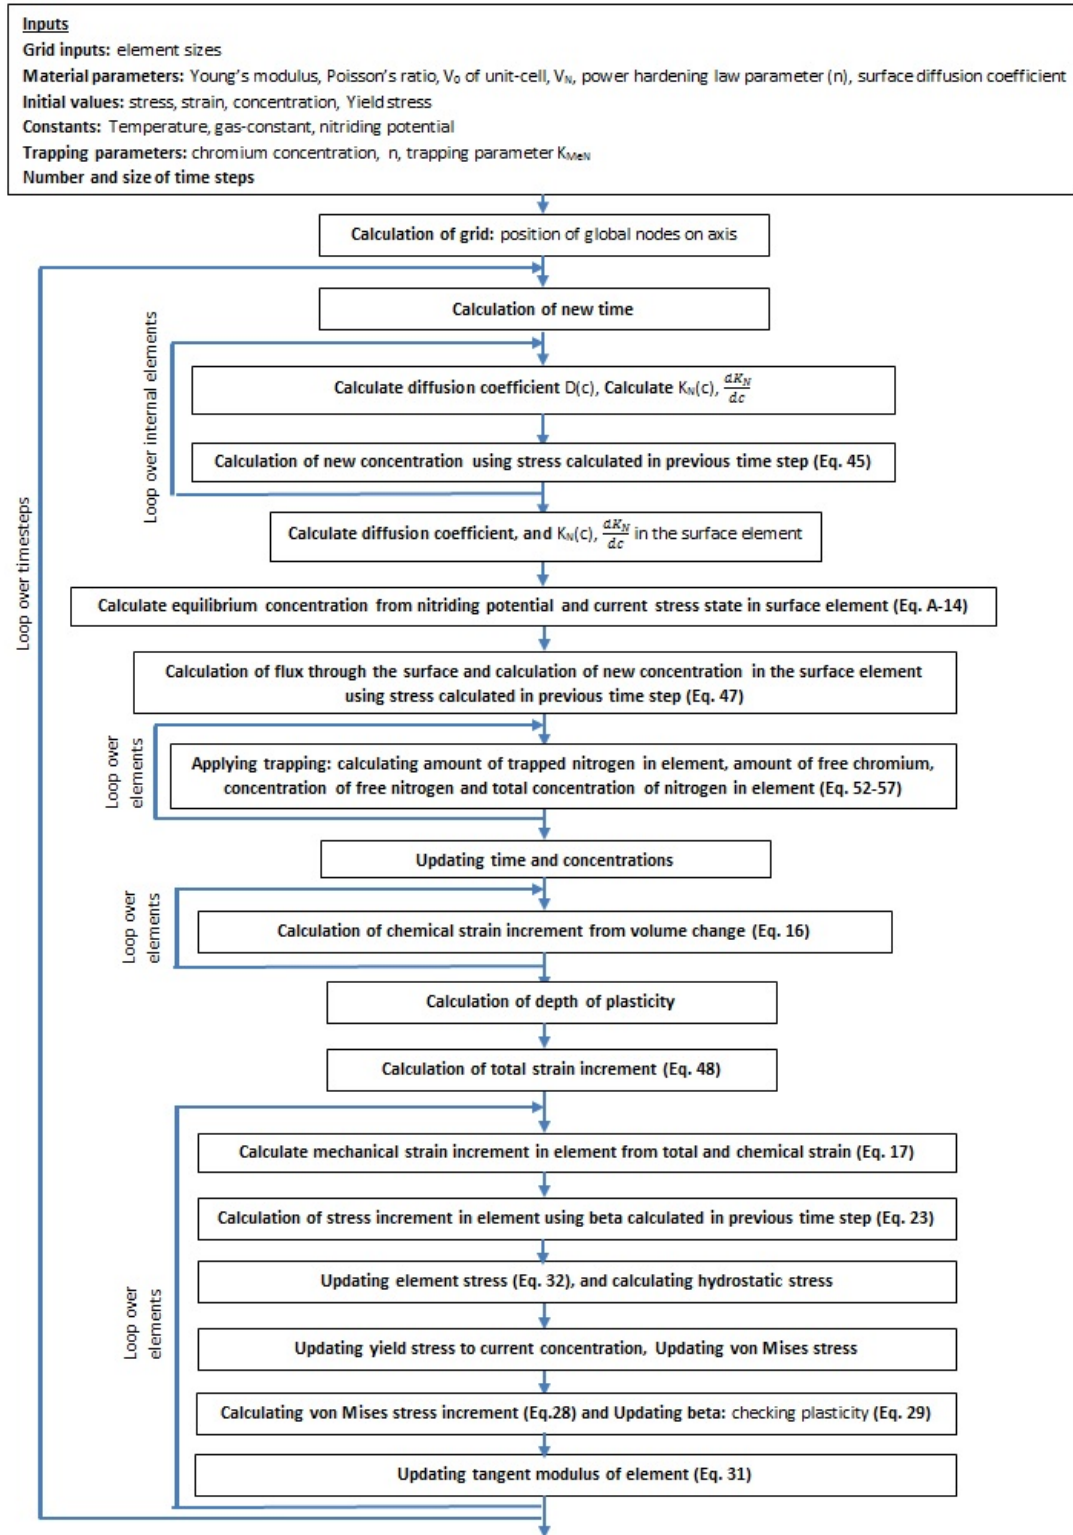 Inputs
Grid inputs: element sizes
Material parameters: Young's modulus, Poisson's ratio, V₀ of unit-cell, Vₙ, power hardening law parameter (n), surface diffusion coefficient
Initial values: stress, strain, concentration, Yield stress
Constants: Temperature, gas-constant, nitriding potential
Trapping parameters: chromium concentration, n, trapping parameter K_MeN
Number and size of time steps
Calculation of grid: position of global nodes on axis
Loop over timesteps
Calculation of new time
Loop over internal elements
Calculate diffusion coefficient D(c), Calculate K_N(c), dK_N/dc
Calculation of new concentration using stress calculated in previous time step (Eq. 45)
Calculate diffusion coefficient, and K_N(c), dK_N/dc in the surface element
Calculate equilibrium concentration from nitriding potential and current stress state in surface element (Eq. A-14)
Calculation of flux through the surface and calculation of new concentration in the surface element
using stress calculated in previous time step (Eq. 47)
Loop over
elements
Applying trapping: calculating amount of trapped nitrogen in element, amount of free chromium,
concentration of free nitrogen and total concentration of nitrogen in element (Eq. 52-57)
Updating time and concentrations
Loop over
elements
Calculation of chemical strain increment from volume change (Eq. 16)
Calculation of depth of plasticity
Calculation of total strain increment (Eq. 48)
Loop over
elements
Calculate mechanical strain increment in element from total and chemical strain (Eq. 17)
Calculation of stress increment in element using beta calculated in previous time step (Eq. 23)
Updating element stress (Eq. 32), and calculating hydrostatic stress
Updating yield stress to current concentration, Updating von Mises stress
Calculating von Mises stress increment (Eq.28) and Updating beta: checking plasticity (Eq. 29)
Updating tangent modulus of element (Eq. 31)